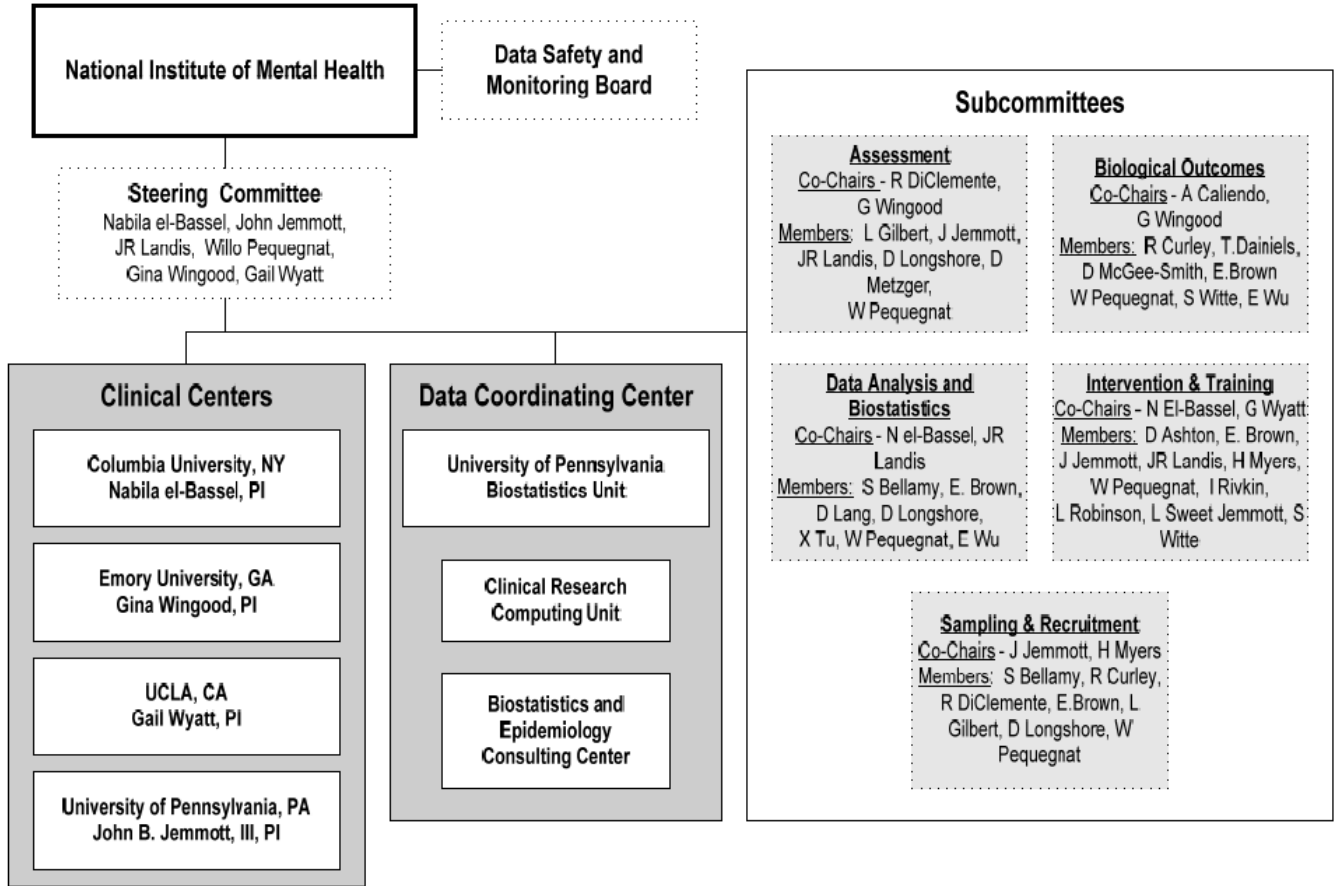 National Institute of Mental Health
Data Safety and
Monitoring Board
Steering Committee
Nabila el-Bassel, John Jemmott,
JR Landis, Willo Pequegnat,
Gina Wingood, Gail Wyatt
Clinical Centers
Columbia University, NY
Nabila el-Bassel, PI
Emory University, GA
Gina Wingood, PI
UCLA, CA
Gail Wyatt, PI
University of Pennsylvania, PA
John B. Jemmott, III, PI
Data Coordinating Center
University of Pennsylvania
Biostatistics Unit
Clinical Research
Computing Unit
Biostatistics and
Epidemiology
Consulting Center
Subcommittees
Assessment
Co-Chairs - R DiClemente,
G Wingood
Members: L Gilbert, J Jemmott,
JR Landis, D Longshore, D
Metzger,
W Pequegnat
Biological Outcomes
Co-Chairs - A Caliendo,
G Wingood
Members: R Curley, T.Dainiels,
D McGee-Smith, E.Brown
W Pequegnat, S Witte, E Wu
Data Analysis and
Biostatistics
Co-Chairs - N el-Bassel, JR
Landis
Members: S Bellamy, E. Brown,
D Lang, D Longshore,
X Tu, W Pequegnat, E Wu
Intervention & Training
Co-Chairs - N El-Bassel, G Wyatt
Members: D Ashton, E. Brown,
J Jemmott, JR Landis, H Myers,
W Pequegnat, I Rivkin,
L Robinson, L Sweet Jemmott, S
Witte
Sampling & Recruitment
Co-Chairs - J Jemmott, H Myers
Members: S Bellamy, R Curley,
R DiClemente, E.Brown, L
Gilbert, D Longshore, W
Pequegnat